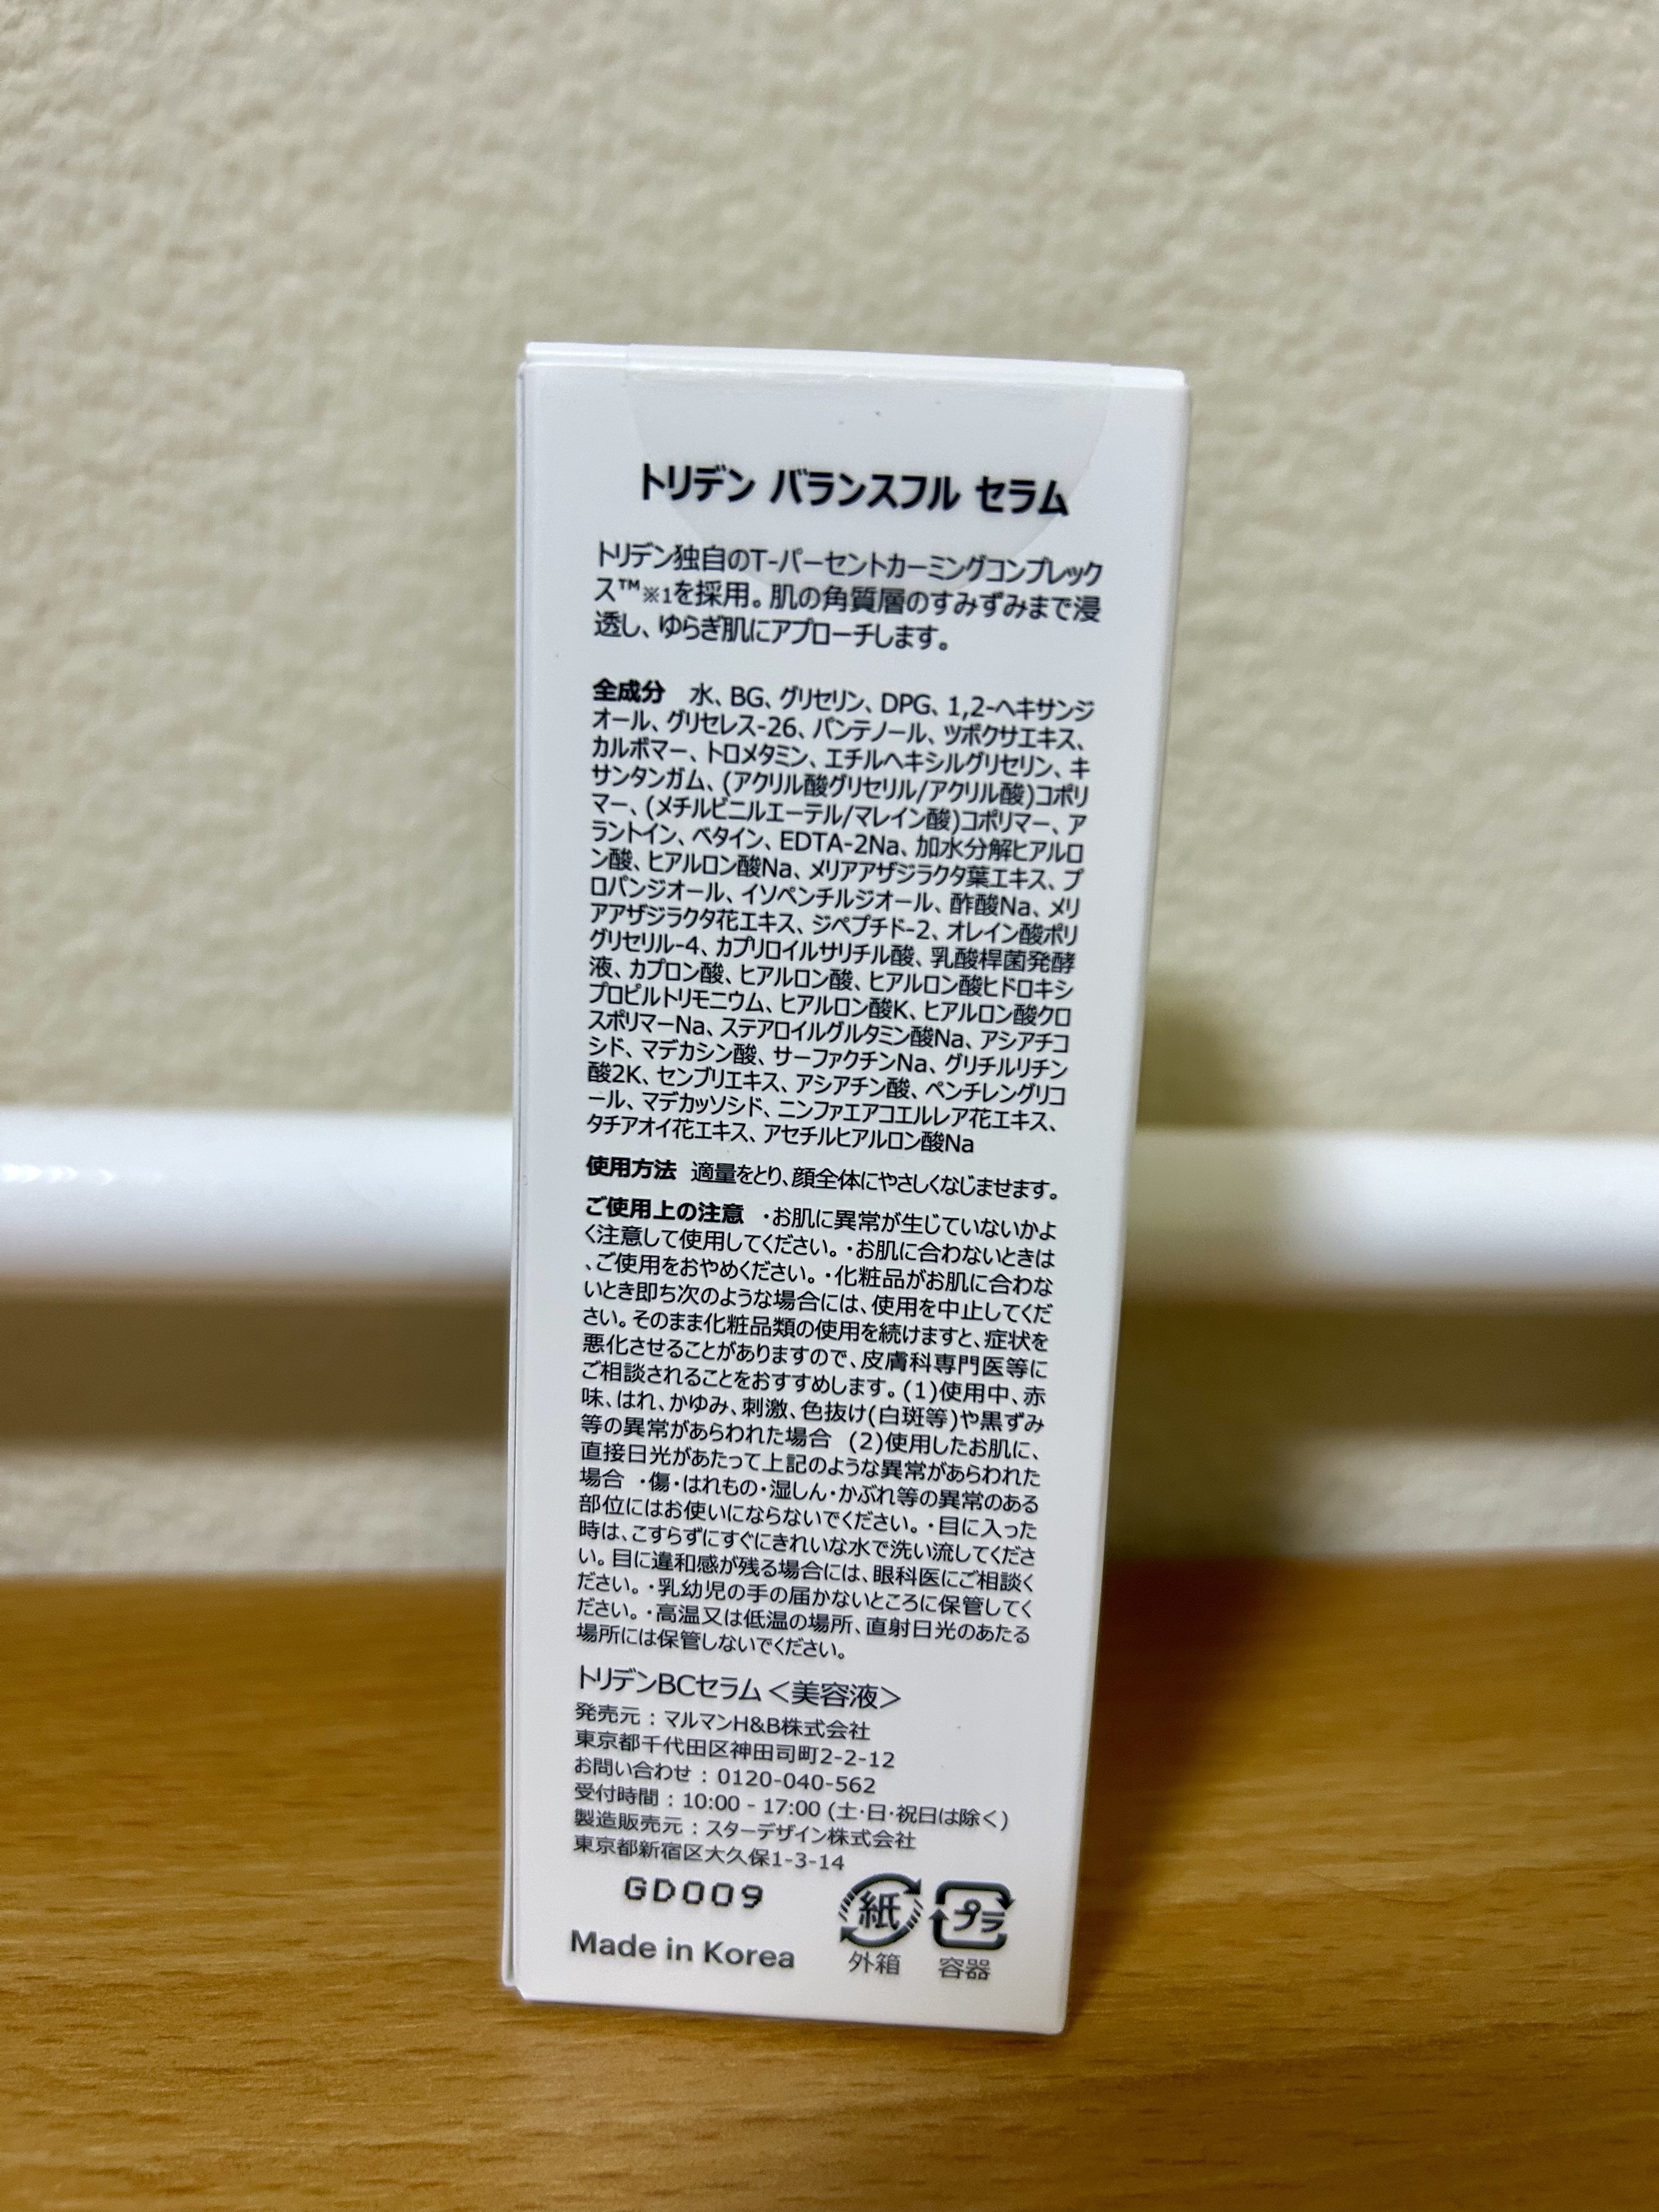 トリデン バランスフル セラム
トリデン独自のT-パーセントカーミングコンプレック
ス™※1を採用。肌の角質層のすみずみまで浸
透し、ゆらぎ肌にアプローチします。
全成分 水、BG、グリセリン、DPG、1,2-ヘキサンジ
オール、グリセレス-26、パンテノール、ツボクサエキス、
カルボマー、トロメタミン、エチルヘキシルグリセリン、キ
サンタンガム、(アクリル酸グリセリル/アクリル酸)コポリ
マー、(メチルビニルエーテル/マレイン酸)コポリマー、ア
ラントイン、ベタイン、EDTA-2Na、加水分解ヒアルロ
ン酸、ヒアルロン酸Na、メリアアザジラクタ葉エキス、プ
ロパンジオール、イソペンチルジオール、酢酸Na、メリ
アアザジラクタ花エキス、ジペプチド-2、オレイン酸ポリ
グリセリル-4、カプリロイルサリチル酸、乳酸桿菌発酵
液、カプロン酸、ヒアルロン酸、ヒアルロン酸ヒドロキシ
プロピルトリモニウム、ヒアルロン酸K、ヒアルロン酸クロ
スポリマーNa、ステアロイルグルタミン酸Na、アシアチコ
シド、マデカシン酸、サーファクチンNa、グリチルリチン
酸2K、センブリエキス、アシアチン酸、ペンチレングリコ
ール、マデカッソシド、ニンファエアコエルレア花エキス、
タチアオイ花エキス、アセチルヒアルロン酸Na
使用方法 適量をとり、顔全体にやさしくなじませます。
ご使用上の注意 ・お肌に異常が生じていないかよ
く注意して使用してください。・お肌に合わないときは
、ご使用をおやめください。・化粧品がお肌に合わな
いとき即ち次のような場合には、使用を中止してくだ
さい。そのまま化粧品類の使用を続けますと、症状を
悪化させることがありますので、皮膚科専門医等に
ご相談されることをおすすめします。(1)使用中、赤
味、はれ、かゆみ、刺激、色抜け(白斑等)や黒ずみ
等の異常があらわれた場合 (2)使用したお肌に、
直接日光があたって上記のような異常があらわれた
場合 ・傷・はれもの・湿しん・かぶれ等の異常のある
部位にはお使いにならないでください。・目に入った
時は、こすらずにすぐにきれいな水で洗い流してくださ
い。目に違和感が残る場合には、眼科医にご相談く
ださい。・乳幼児の手の届かないところに保管してく
ださい。・高温又は低温の場所、直射日光のあたる
場所には保管しないでください。
トリデンBCセラム＜美容液＞
発売元：マルマンH&B株式会社
東京都千代田区神田司町2-2-12
お問い合わせ：0120-040-562
受付時間：10:00 - 17:00 (土・日・祝日は除く)
製造販売元：スターデザイン株式会社
東京都新宿区大久保1-3-14
GD009
紙 プラ
Made in Korea 外箱 容器